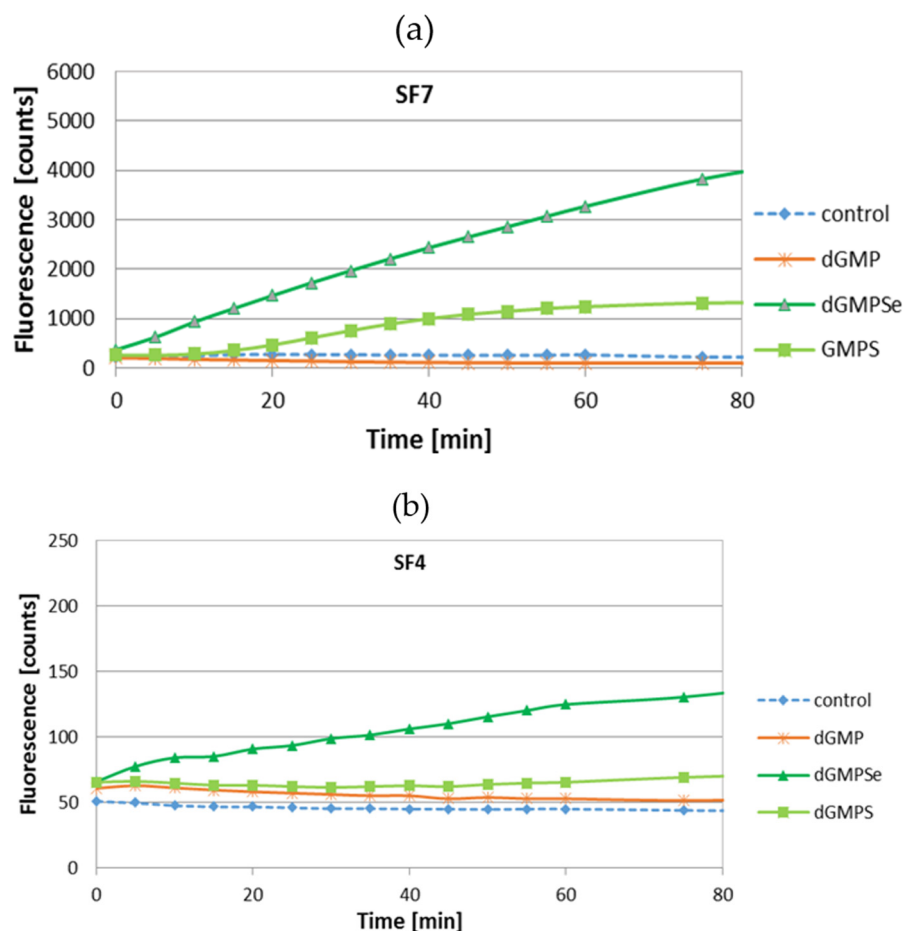 (a)
SF7
Fluorescence [counts]
6000
5000
4000
3000
2000
1000
0
0 20 40 60 80
Time [min]
control
dGMP
dGMPSe
GMPS
(b)
SF4
Fluorescence [counts]
250
200
150
100
50
0
0 20 40 60 80
Time [min]
control
dGMP
dGMPSe
dGMPS